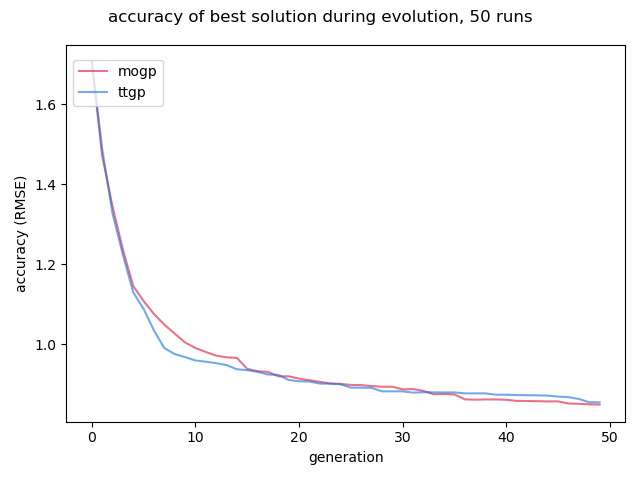 accuracy of best solution during evolution, 50 runs
mogp
ttgp
1.6
1.4
1.2
1.0
accuracy (RMSE)
0 10 20 30 40 50
generation